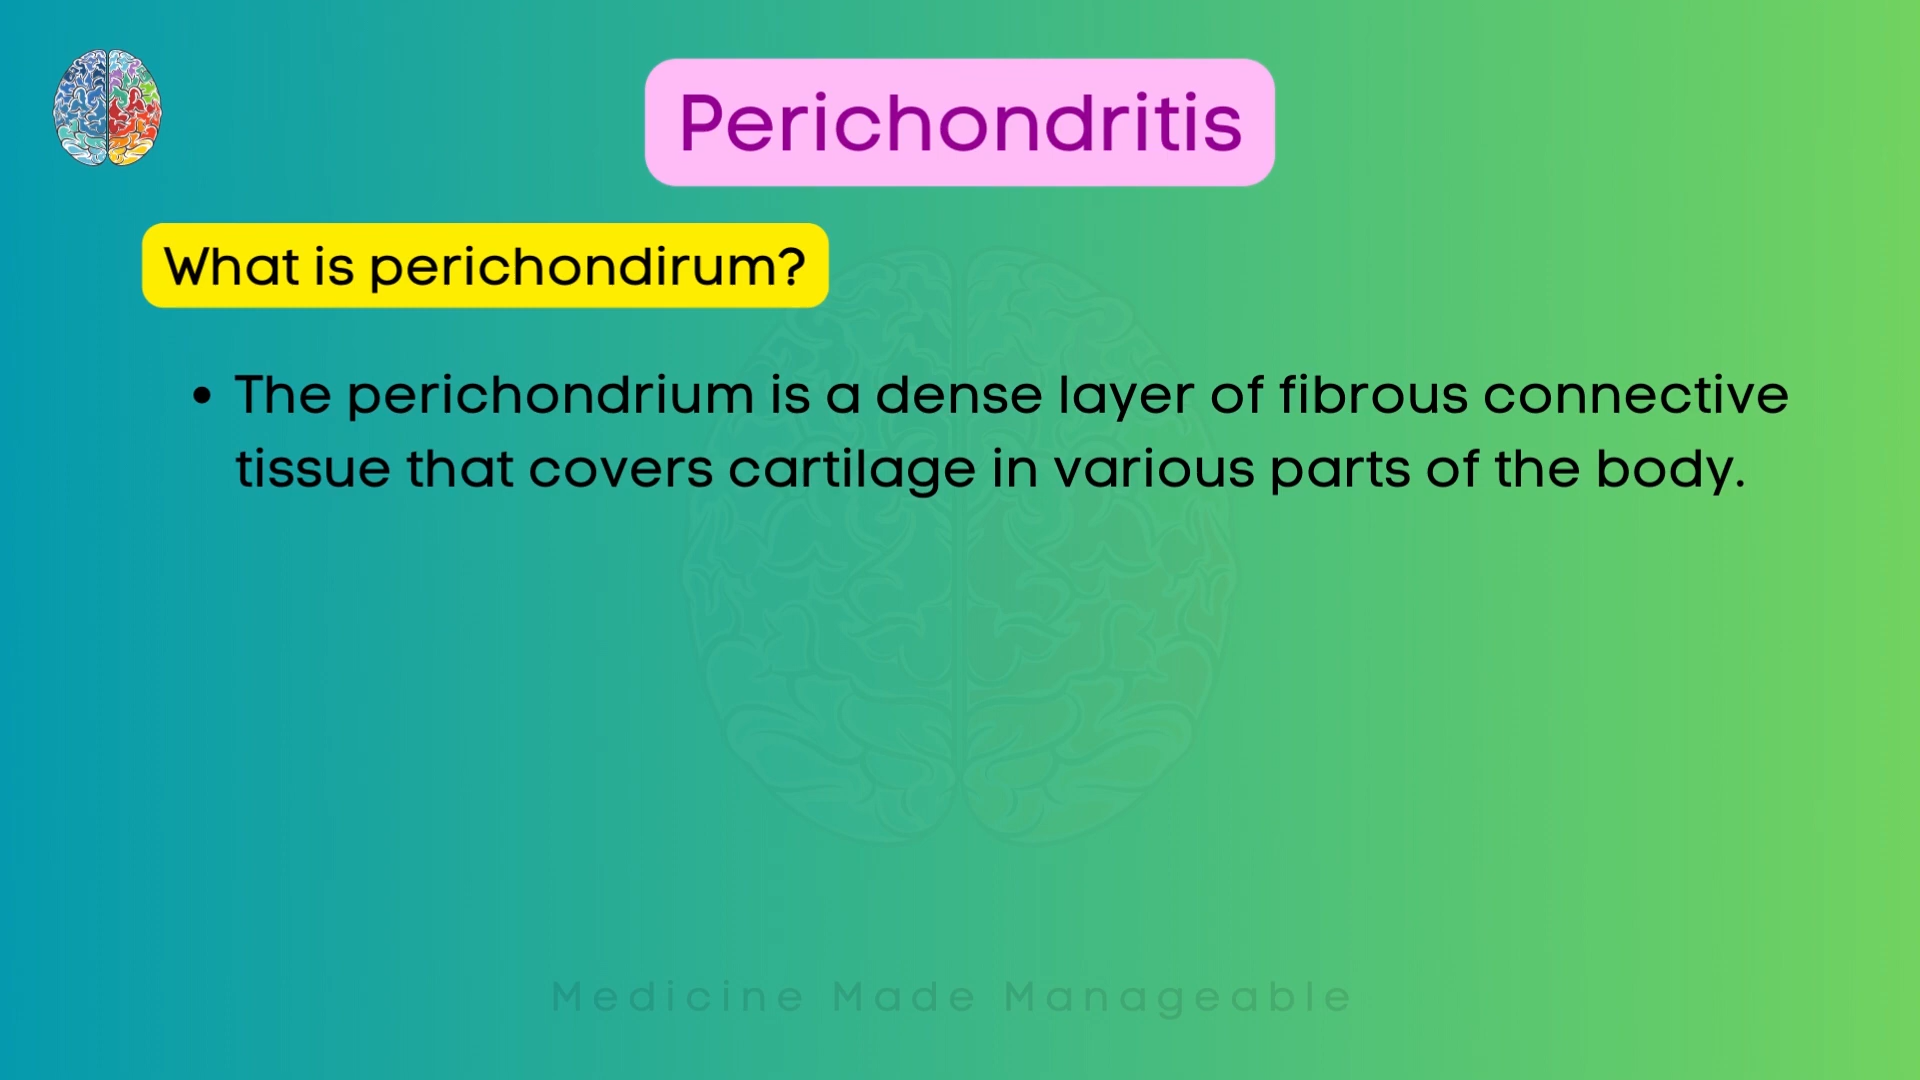 Perichondritis
What is perichondirum?
• The perichondrium is a dense layer of fibrous connective
tissue that covers cartilage in various parts of the body.
Medicine Made Manageable